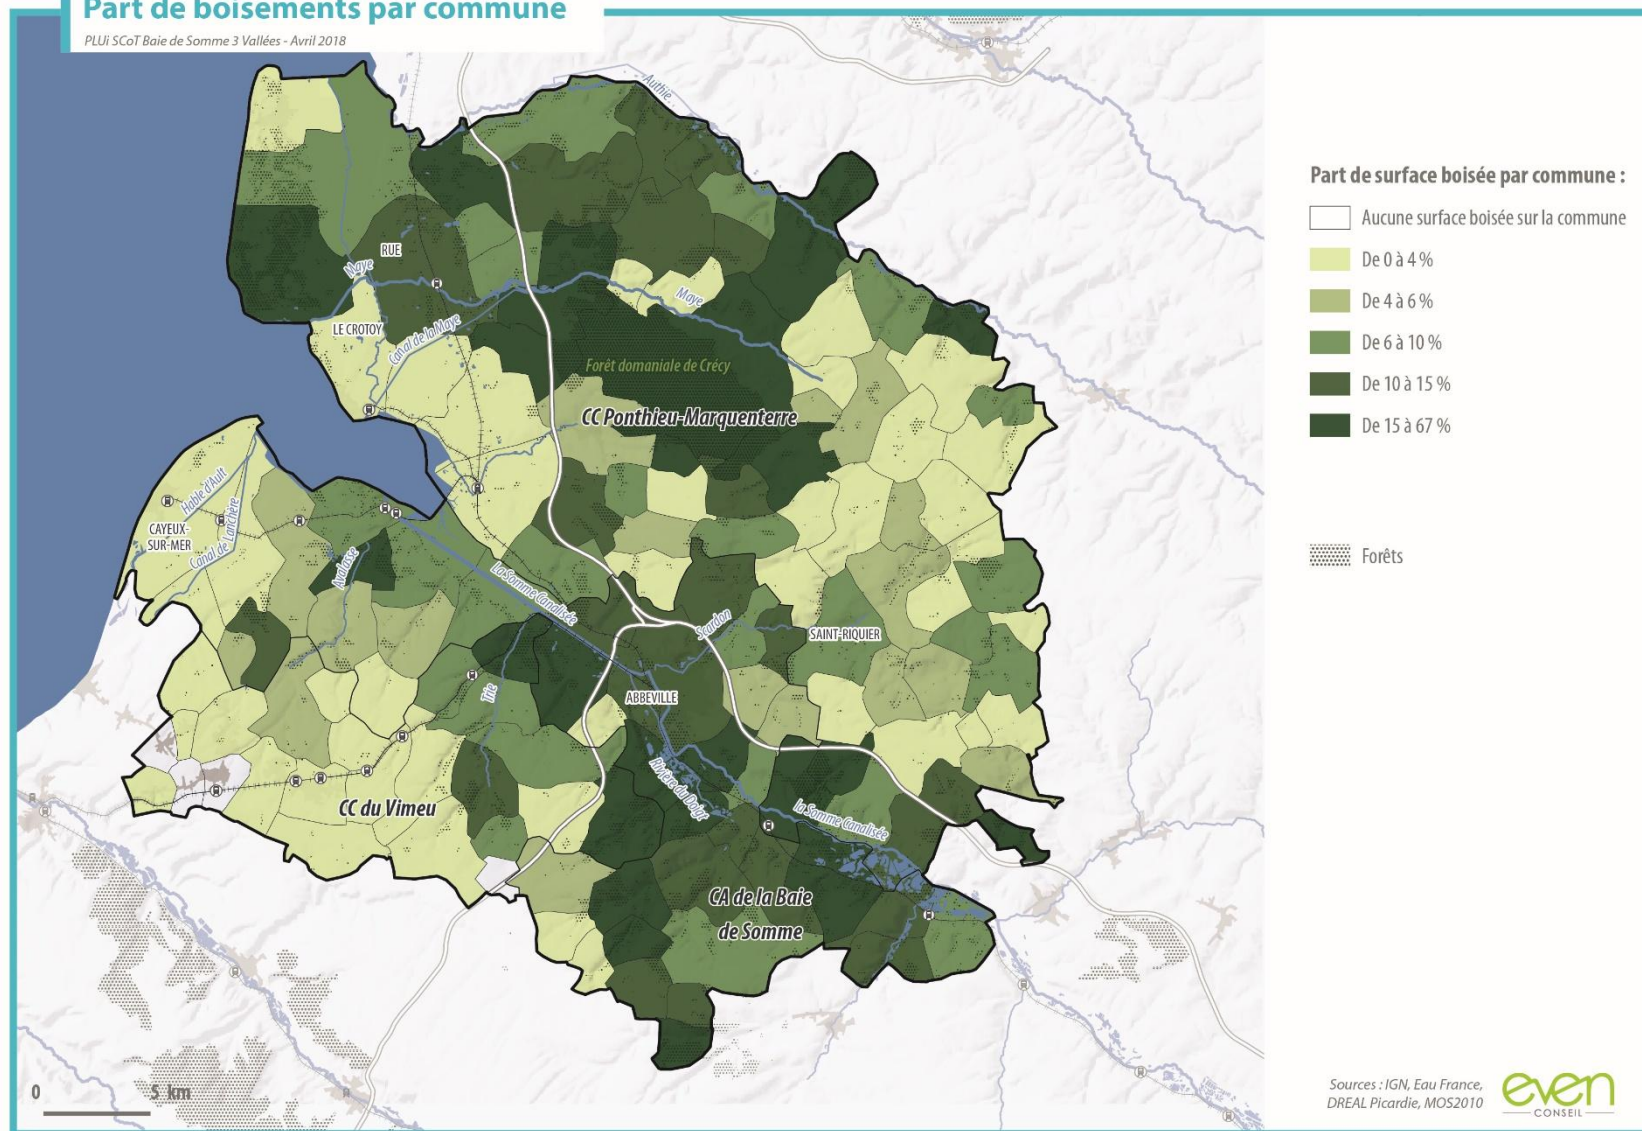 Part de boisements par commune
PLUi SCoT Baie de Somme 3 Vallées - Avril 2018
Authie
RUE
Maye
Maye
LE CROTOY
Canal de la Maye
Forêt domaniale de Crécy
CC Ponthieu-Marquenterre
Hable d'Ault
CAYEUX-
SUR-MER
Canal de Lanchère
Avalasse
La Somme Canalisée
Scardon
SAINT-RIQUIER
Trie
ABBEVILLE
Rivière du Doigt
CC du Vimeu
la Somme Canalisée
CA de la Baie
de Somme
0 5 km
Part de surface boisée par commune :
Aucune surface boisée sur la commune
De 0 à 4 %
De 4 à 6 %
De 6 à 10 %
De 10 à 15 %
De 15 à 67 %
Forêts
Sources : IGN, Eau France,
DREAL Picardie, MOS2010
even
CONSEIL